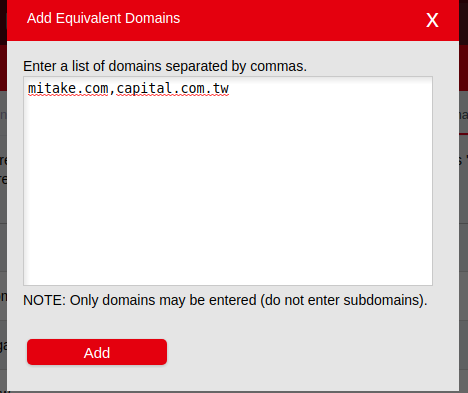 Add Equivalent Domains
X
Enter a list of domains separated by commas.
mitake.com,capital.com.tw
NOTE: Only domains may be entered (do not enter subdomains).
Add